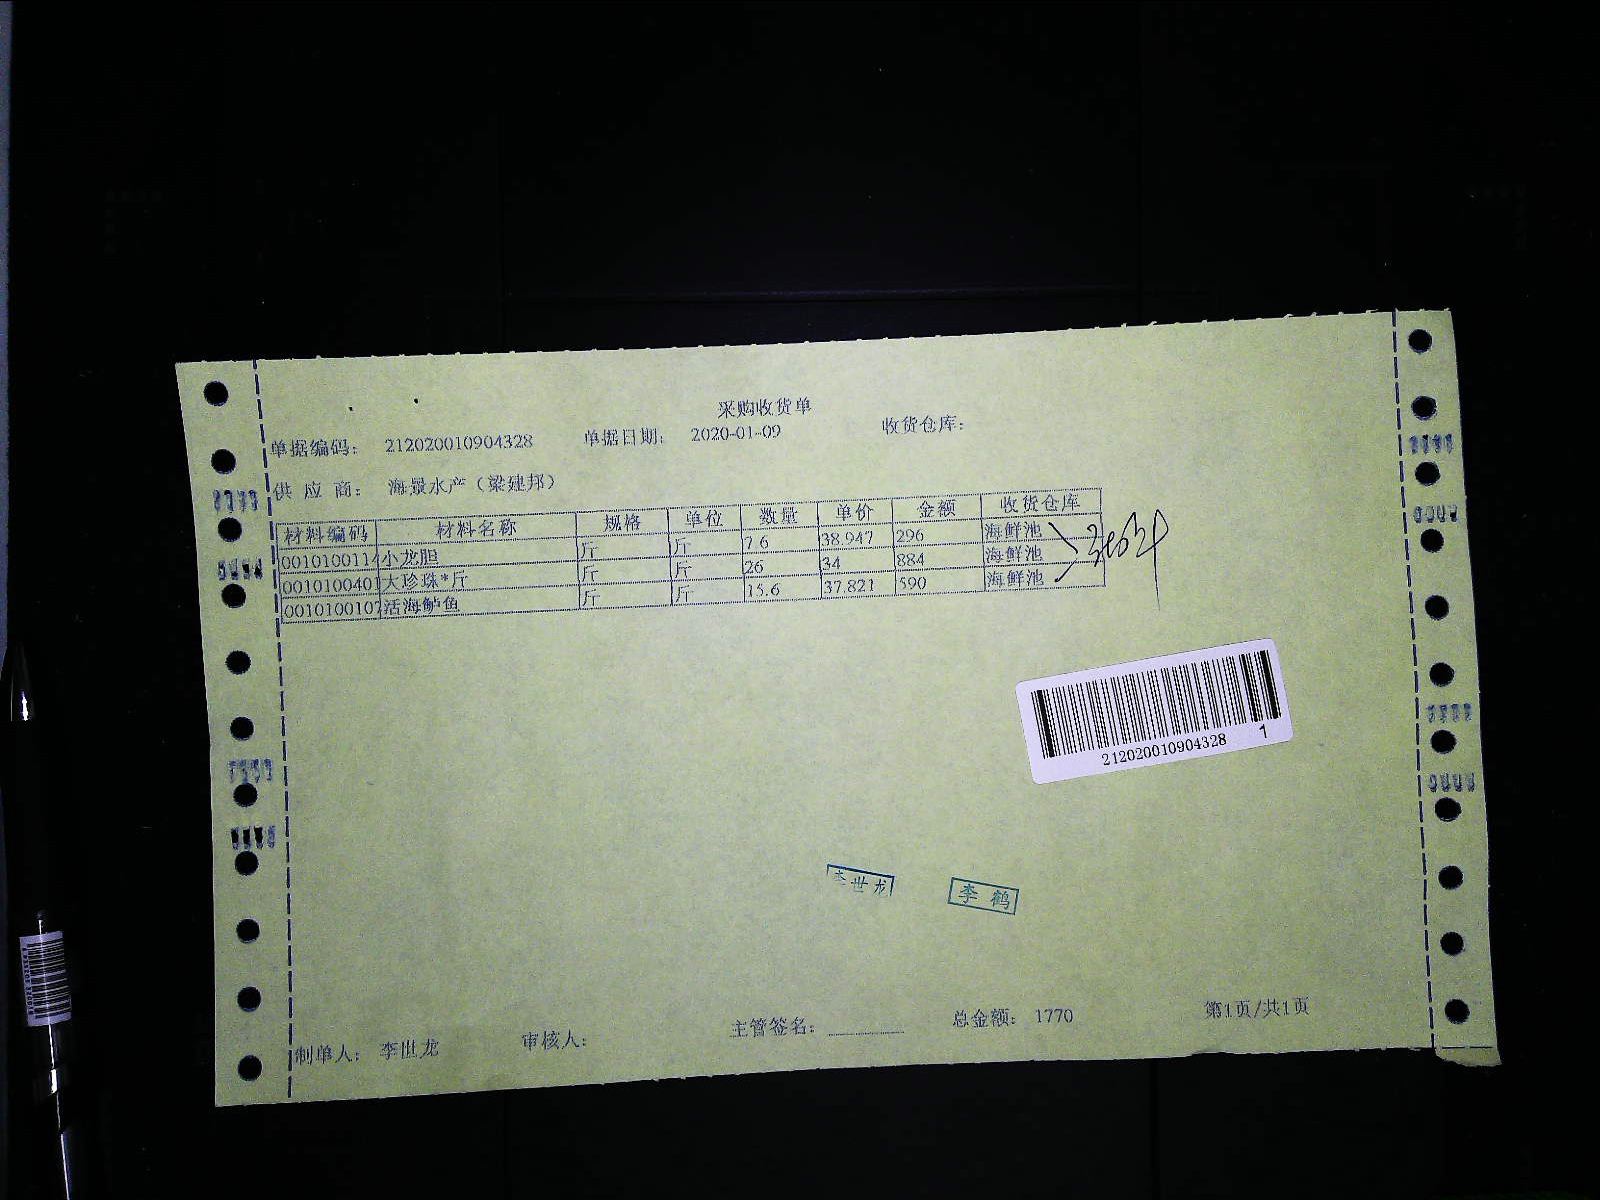 采购收货单
单据编码： 212020010904328 单据日期： 2020-01-09 收货仓库：
供 应 商： 海景水产（梁建邦）
材料编码 材料名称 规格 单位 数量 单价 金额 收货仓库
0010100114 小龙胆 斤 斤 7.6 38.947 296 海鲜池
0010100401 大珍珠*斤 斤 斤 26 34 884 海鲜池
0010100107 活海鲈鱼 斤 斤 15.6 37.821 590 海鲜池
212020010904328 1
李世龙 李鹤
制单人： 李世龙 审核人： 主管签名： 总金额： 1770 第1页/共1页